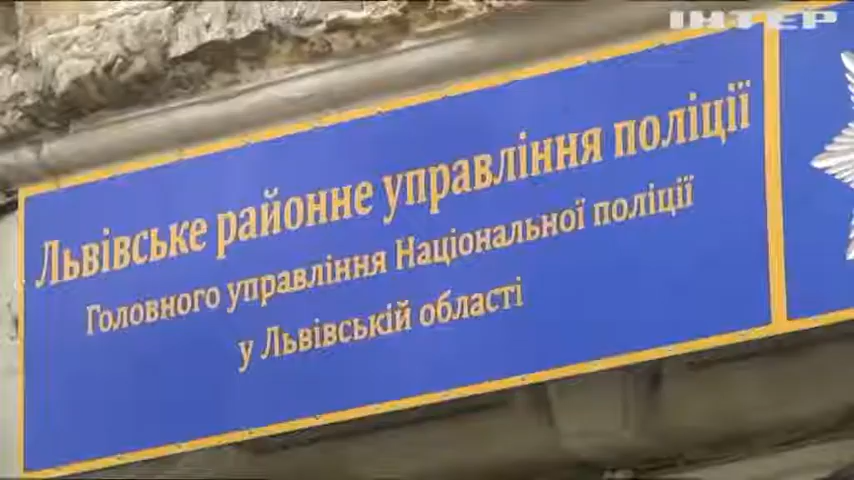 ІНТЕР
Львівське районне управління поліції
Головного управління Національної поліції
у Львівській області